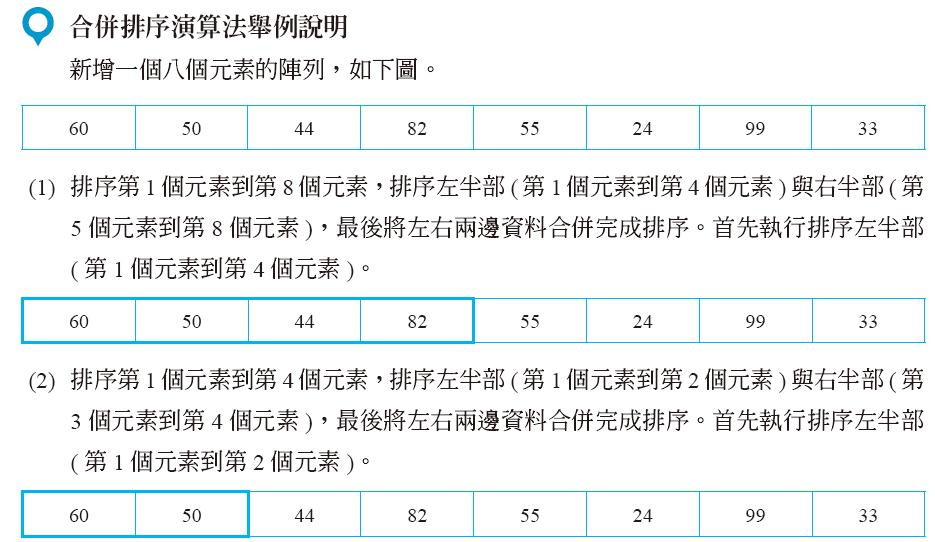 合併排序演算法舉例說明
新增一個八個元素的陣列，如下圖。
60 50 44 82 55 24 99 33
(1) 排序第 1 個元素到第 8 個元素，排序左半部 ( 第 1 個元素到第 4 個元素 ) 與右半部 ( 第
5 個元素到第 8 個元素 )，最後將左右兩邊資料合併完成排序。首先執行排序左半部
( 第 1 個元素到第 4 個元素 )。
60 50 44 82 55 24 99 33
(2) 排序第 1 個元素到第 4 個元素，排序左半部 ( 第 1 個元素到第 2 個元素 ) 與右半部 ( 第
3 個元素到第 4 個元素 )，最後將左右兩邊資料合併完成排序。首先執行排序左半部
( 第 1 個元素到第 2 個元素 )。
60 50 44 82 55 24 99 33